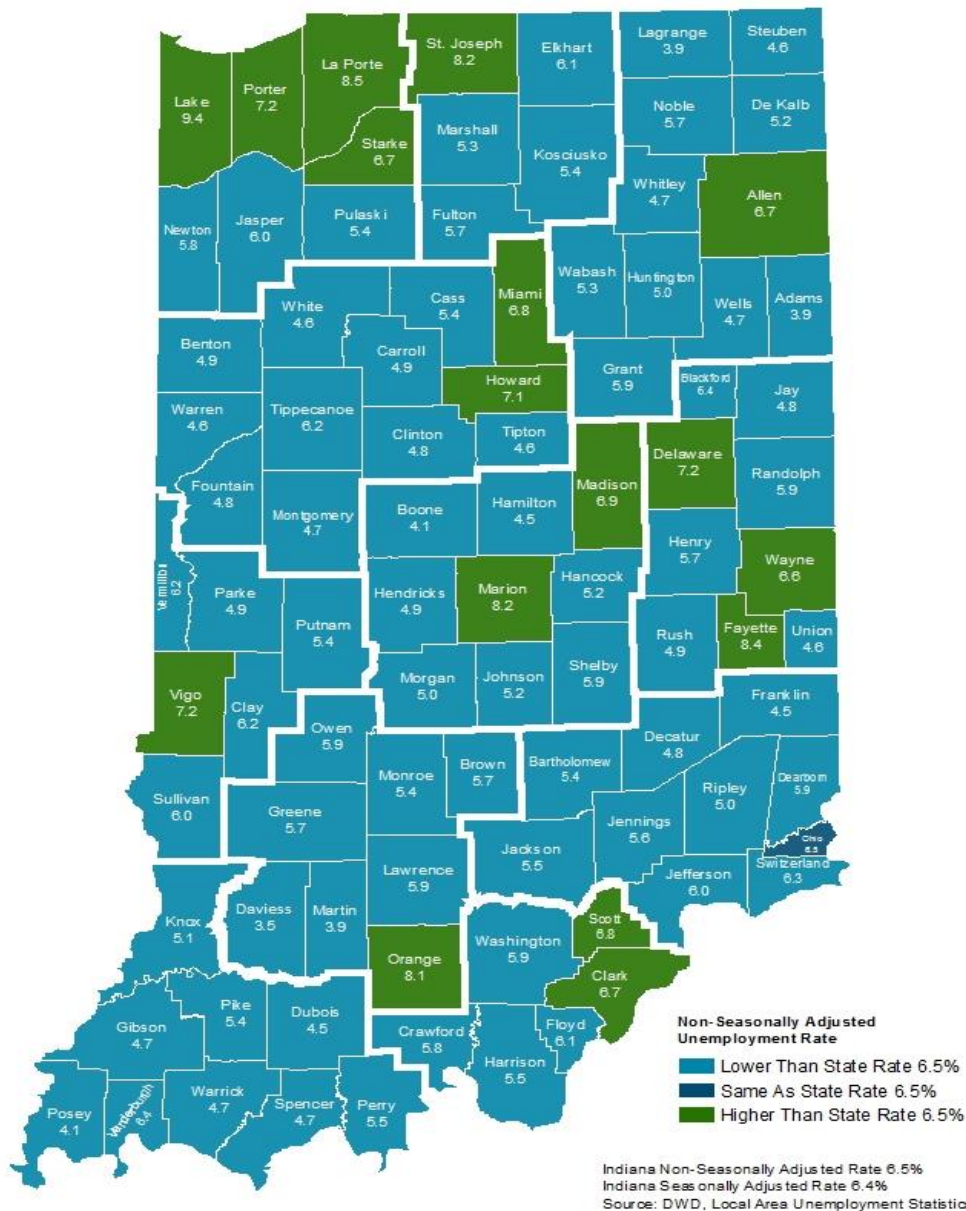 Lagrange
3.9
Steuben
4.6
Elkhart
6.1
St. Joseph
8.2
La Porte
8.5
Porter
7.2
Lake
9.4
Noble
5.7
De Kalb
5.2
Marshall
5.3
Starke
6.7
Kosciusko
5.4
Whitley
4.7
Allen
6.7
Newton
5.8
Jasper
6.0
Pulaski
5.4
Fulton
5.7
Wabash
5.3
Huntington
5.0
Wells
4.7
Adams
3.9
Miami
6.8
Cass
5.4
White
4.6
Carroll
4.9
Benton
4.9
Howard
7.1
Grant
5.9
Blackford
6.4
Jay
4.8
Warren
4.6
Tippecanoe
6.2
Clinton
4.8
Tipton
4.6
Madison
6.9
Delaware
7.2
Randolph
5.9
Fountain
4.8
Montgomery
4.7
Boone
4.1
Hamilton
4.5
Henry
5.7
Wayne
6.6
Vermillion
6.2
Parke
4.9
Putnam
5.4
Hendricks
4.9
Marion
8.2
Hancock
5.2
Rush
4.9
Fayette
8.4
Union
4.6
Vigo
7.2
Clay
6.2
Morgan
5.0
Johnson
5.2
Shelby
5.9
Franklin
4.5
Owen
5.9
Decatur
4.8
Sullivan
6.0
Greene
5.7
Monroe
5.4
Brown
5.7
Bartholomew
5.4
Ripley
5.0
Dearborn
5.9
Jennings
5.6
Ohio
6.5
Lawrence
5.9
Jackson
5.5
Jefferson
6.0
Switzerland
6.3
Knox
5.1
Daviess
3.5
Martin
3.9
Orange
8.1
Washington
5.9
Scott
6.8
Clark
6.7
Gibson
4.7
Pike
5.4
Dubois
4.5
Crawford
5.8
Harrison
5.5
Floyd
6.1
Posey
4.1
Vanderburgh
6.4
Warrick
4.7
Spencer
4.7
Perry
5.5
Non-Seasonally Adjusted
Unemployment Rate
Lower Than State Rate 6.5%
Same As State Rate 6.5%
Higher Than State Rate 6.5%
Indiana Non-Seasonally Adjusted Rate 6.5%
Indiana Seasonally Adjusted Rate 6.4%
Source: DWD, Local Area Unemployment Statistic